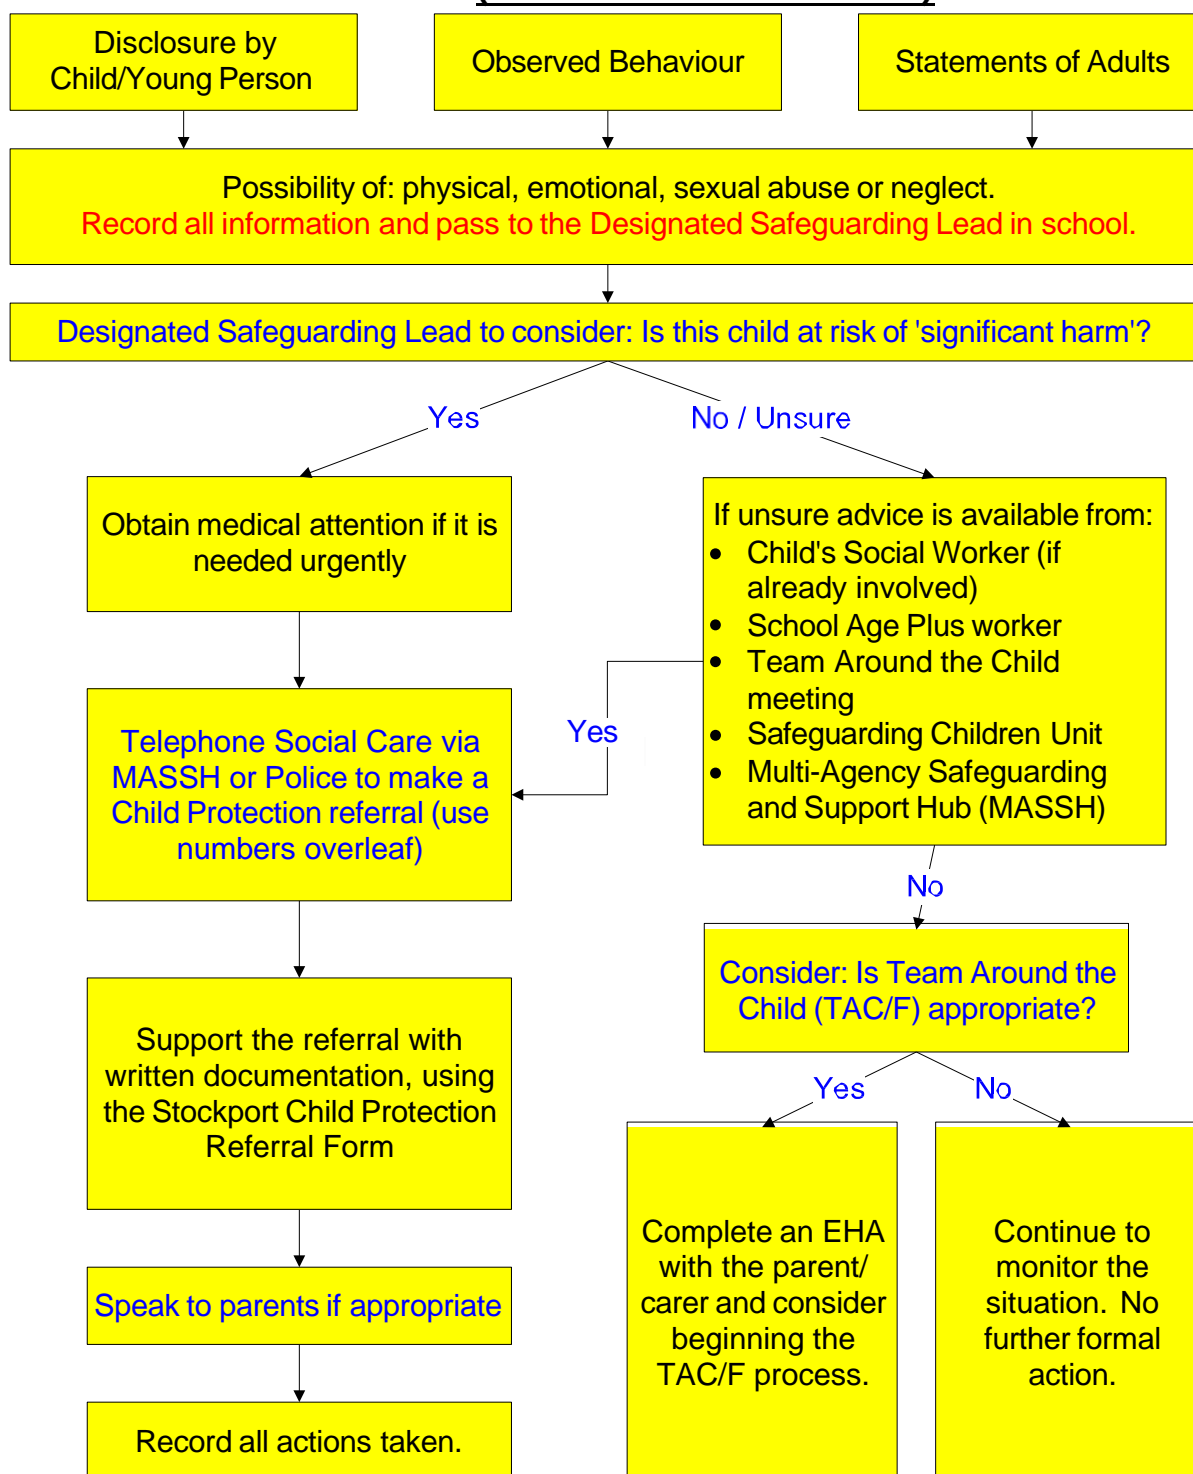 Disclosure by
Child/Young Person
Observed Behaviour
Statements of Adults
Possibility of: physical, emotional, sexual abuse or neglect.
Record all information and pass to the Designated Safeguarding Lead in school.
Designated Safeguarding Lead to consider: Is this child at risk of 'significant harm'?
Yes
No / Unsure
Obtain medical attention if it is
needed urgently
If unsure advice is available from:
• Child's Social Worker (if
already involved)
• School Age Plus worker
• Team Around the Child
meeting
• Safeguarding Children Unit
• Multi-Agency Safeguarding
and Support Hub (MASSH)
Yes
Telephone Social Care via
MASSH or Police to make a
Child Protection referral (use
numbers overleaf)
No
Consider: Is Team Around the
Child (TAC/F) appropriate?
Support the referral with
written documentation, using
the Stockport Child Protection
Referral Form
Yes
No
Complete an EHA
with the parent/
carer and consider
beginning the
TAC/F process.
Continue to
monitor the
situation. No
further formal
action.
Speak to parents if appropriate
Record all actions taken.